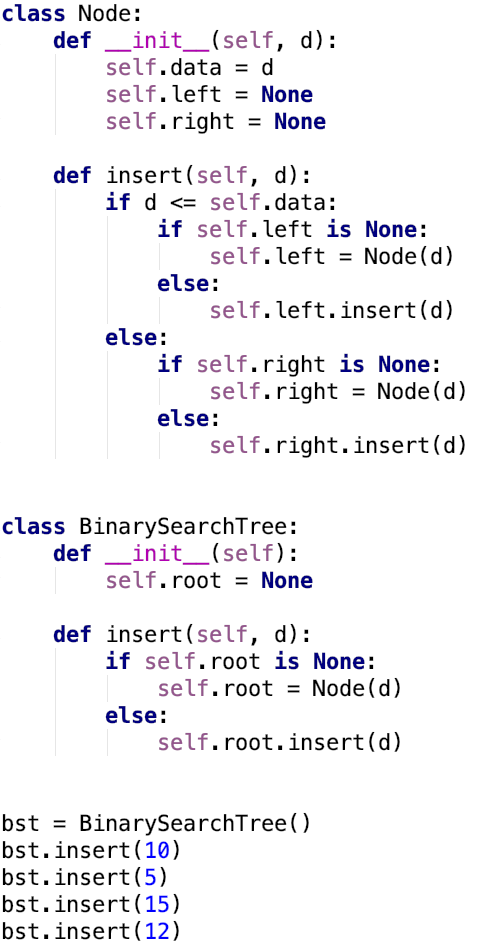 class Node:
    def __init__(self, d):
        self.data = d
        self.left = None
        self.right = None

    def insert(self, d):
        if d <= self.data:
            if self.left is None:
                self.left = Node(d)
            else:
                self.left.insert(d)
        else:
            if self.right is None:
                self.right = Node(d)
            else:
                self.right.insert(d)


class BinarySearchTree:
    def __init__(self):
        self.root = None

    def insert(self, d):
        if self.root is None:
            self.root = Node(d)
        else:
            self.root.insert(d)


bst = BinarySearchTree()
bst.insert(10)
bst.insert(5)
bst.insert(15)
bst.insert(12)